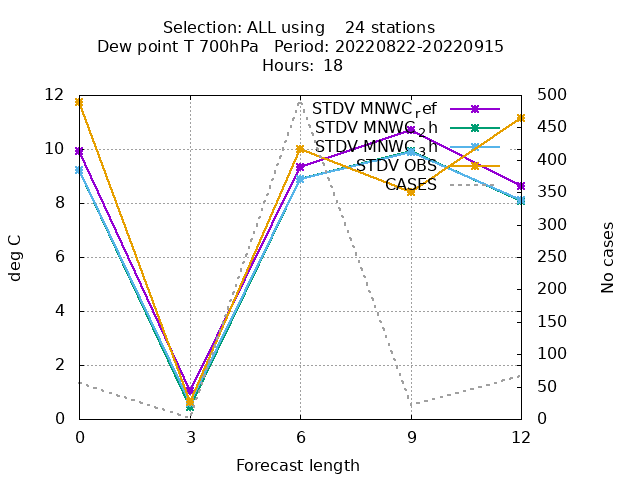 Selection: ALL using    24 stations
Dew point T 700hPa   Period: 20220822-20220915
Hours: 18
STDV MNWC_ref
STDV MNWC_2h
STDV MNWC_3h
STDV OBS
CASES
12
10
8
6
4
2
0
500
450
400
350
300
250
200
150
100
50
0
deg C
No cases
0 3 6 9 12
Forecast length